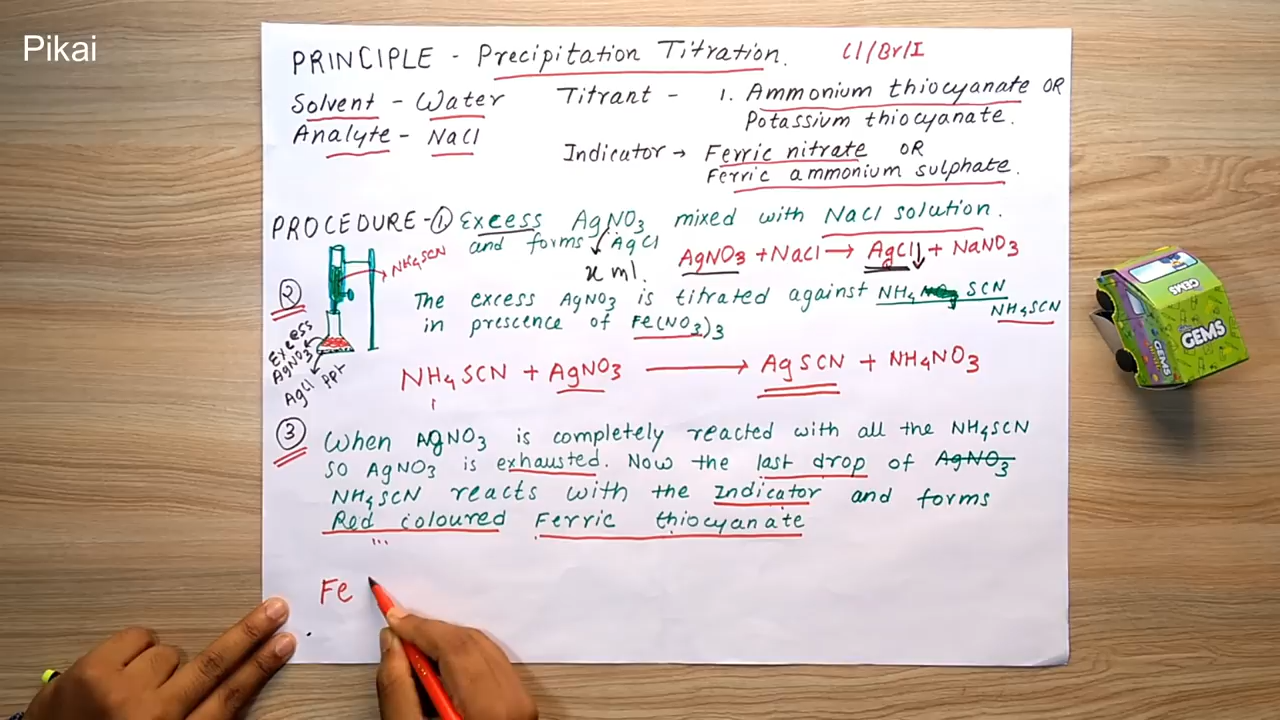 Pikai
PRINCIPLE - Precipitation Titration. Cl/Br/I
Solvent - Water Titrant - 1. Ammonium thiocyanate OR
Analyte - NaCl Potassium thiocyanate.
Indicator → Ferric nitrate OR
Ferric ammonium sulphate.
PROCEDURE - ① Excess AgNO3 mixed with NaCl solution.
and forms AgCl AgNO3 + NaCl → AgCl↓ + NaNO3
x ml.
NH4SCN
② The excess AgNO3 is titrated against NH4 SCN
NH4SCN
in prescence of Fe(NO3)3
Excess
AgNO3
AgCl ppt
NH4SCN + AgNO3 → AgSCN + NH4NO3
③ When AgNO3 is completely reacted with all the NH4SCN
so AgNO3 is exhausted. Now the last drop of AgNO3
NH4SCN reacts with the Indicator and forms
Red coloured Ferric thiocyanate
Fe
GEMS
GEMS
GEMS